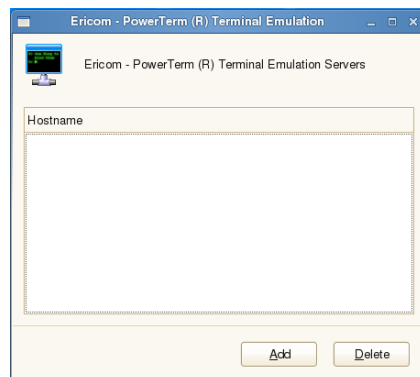 Ericom - PowerTerm (R) Terminal Emulation
Ericom - PowerTerm (R) Terminal Emulation Servers
Hostname
Add
Delete